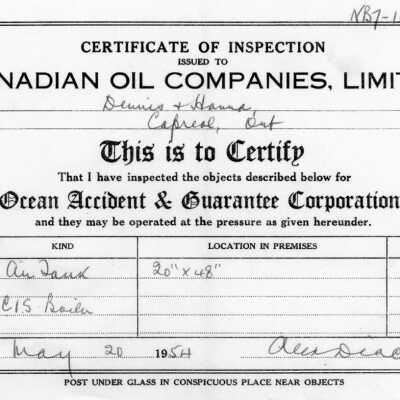 NB7-1
CERTIFICATE OF INSPECTION
ISSUED TO
NADIAN OIL COMPANIES, LIMIT
Dennis & Hanna,
Capreol, Ont
This is to Certify
That I have inspected the objects described below for
Ocean Accident & Guarantee Corporation
and they may be operated at the pressure as given hereunder.
KIND LOCATION IN PREMISES
Air Tank 20" x 48"
C.I.S. Boiler
May 20 1954 Alex
POST UNDER GLASS IN CONSPICUOUS PLACE NEAR OBJECTS